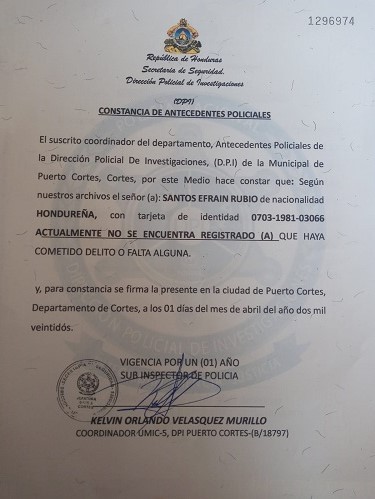 1296974
República de Honduras
Secretaria de Seguridad.
Dirección Policial de Investigaciones
(DPI)
CONSTANCIA DE ANTECEDENTES POLICIALES
El suscrito coordinador del departamento, Antecedentes Policiales de
la Dirección Policial De Investigaciones, (D.P.I) de la Municipal de
Puerto Cortes, Cortes, por este Medio hace constar que: Según
nuestros archivos el señor (a): SANTOS EFRAIN RUBIO de nacionalidad
HONDUREÑA, con tarjeta de identidad 0703-1981-03066
ACTUALMENTE NO SE ENCUENTRA REGISTRADO (A) QUE HAYA
COMETIDO DELITO O FALTA ALGUNA.
y, para constancia se firma la presente en la ciudad de Puerto Cortes,
Departamento de Cortes, a los 01 días del mes de abril del año dos mil
veintidós.
VIGENCIA POR UN (01) AÑO
SUB INSPECTOR DE POLICIA
KELVIN ORLANDO VELASQUEZ MURILLO
COORDINADOR UMIC-5, DPI PUERTO CORTES-(B/18797)